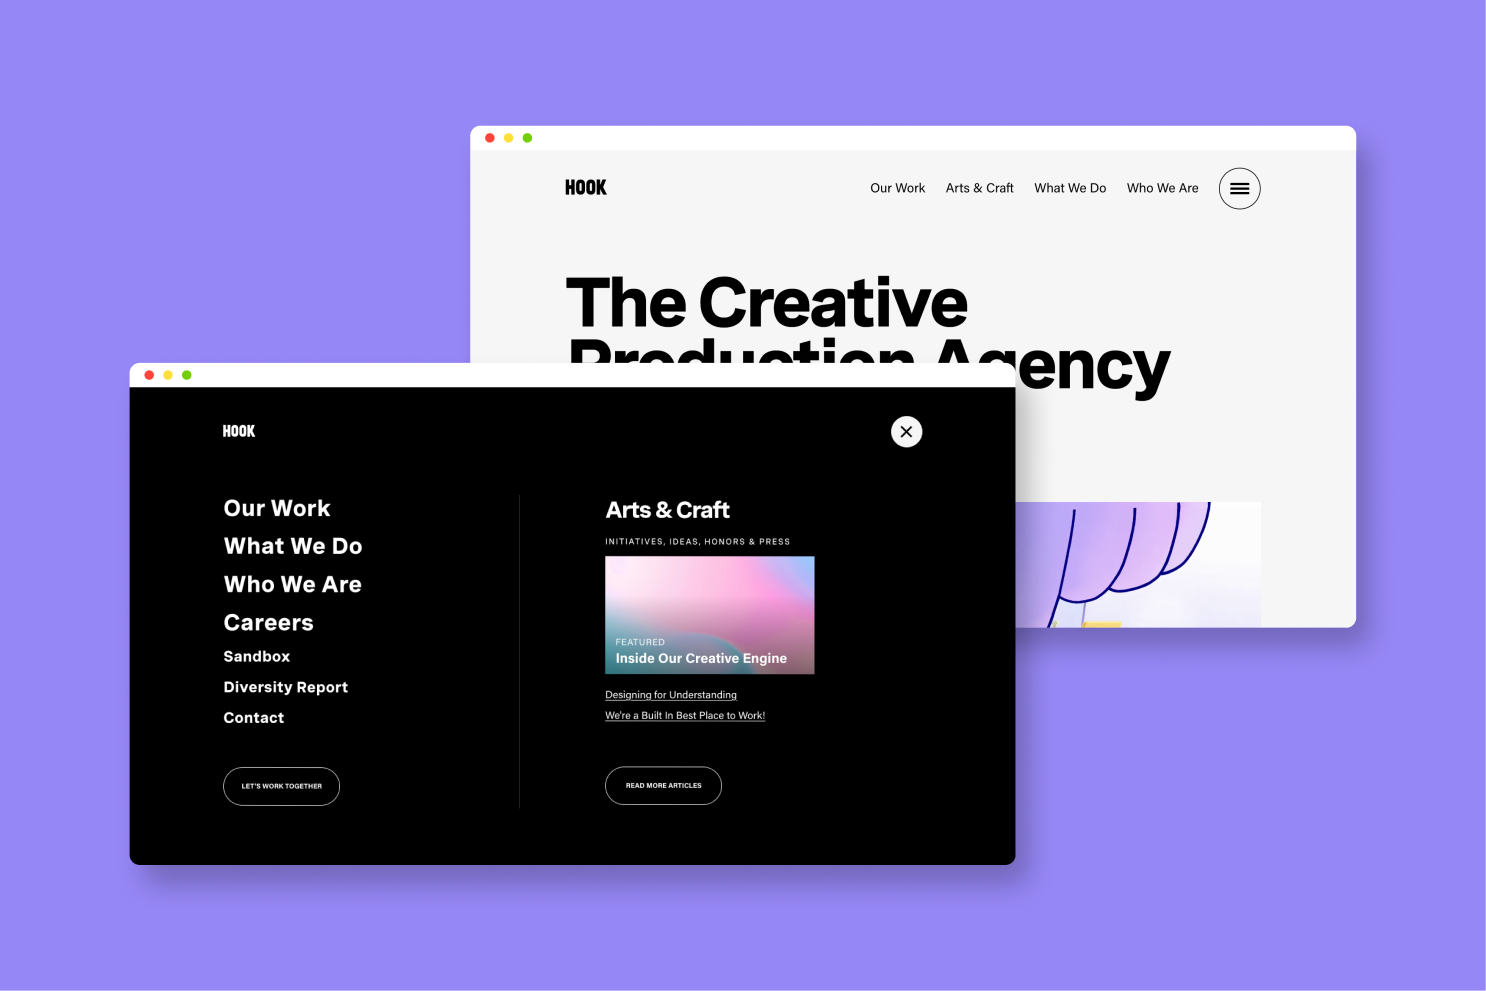 HOOK
Our Work
Arts & Craft
What We Do
Who We Are
The Creative
Production Agency
HOOK
Our Work
What We Do
Who We Are
Careers
Sandbox
Diversity Report
Contact
LET'S WORK TOGETHER
Arts & Craft
INITIATIVES, IDEAS, HONORS & PRESS
FEATURED
Inside Our Creative Engine
Designing for Understanding
We're a Built In Best Place to Work!
READ MORE ARTICLES